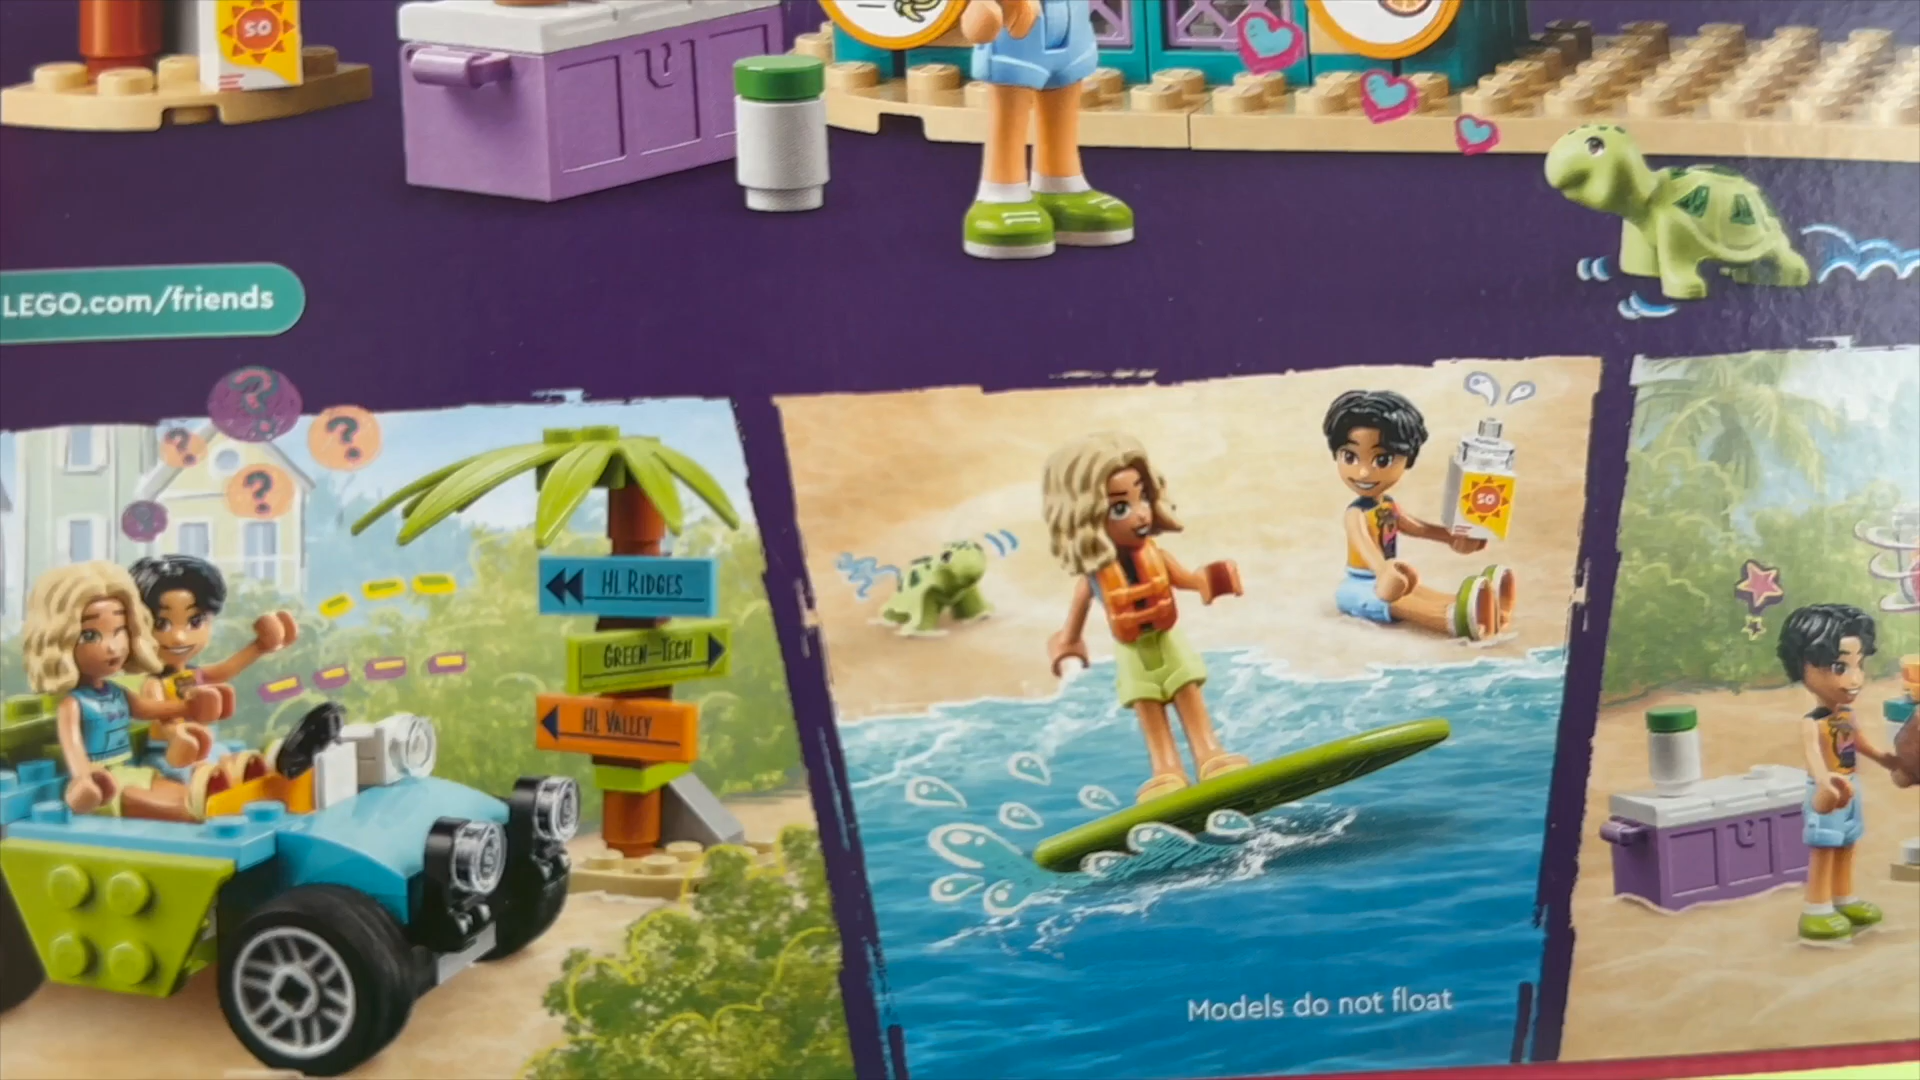 50
LEGO.com/friends
?
?
?
?
?
HL RIDGES
GREEN-TECH
HL VALLEY
50
Models do not float